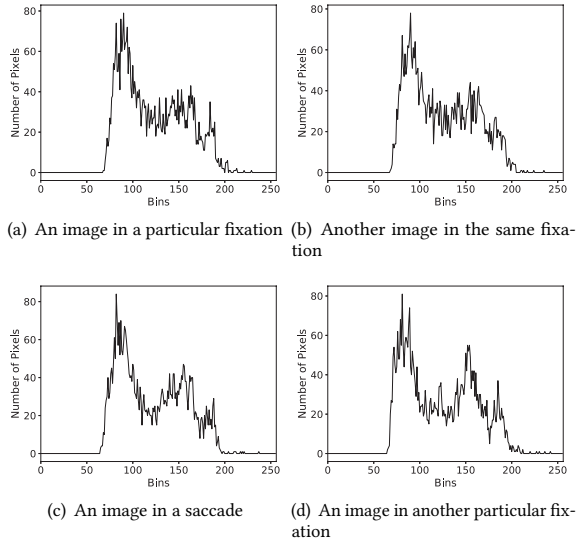 80
60
40
20
0
Number of Pixels
0 50 100 150 200 250
Bins
(a) An image in a particular fixation
80
60
40
20
0
Number of Pixels
0 50 100 150 200 250
Bins
(b) Another image in the same fixa-
tion
80
60
40
20
0
Number of Pixels
0 50 100 150 200 250
Bins
(c) An image in a saccade
80
60
40
20
0
Number of Pixels
0 50 100 150 200 250
Bins
(d) An image in another particular fix-
ation